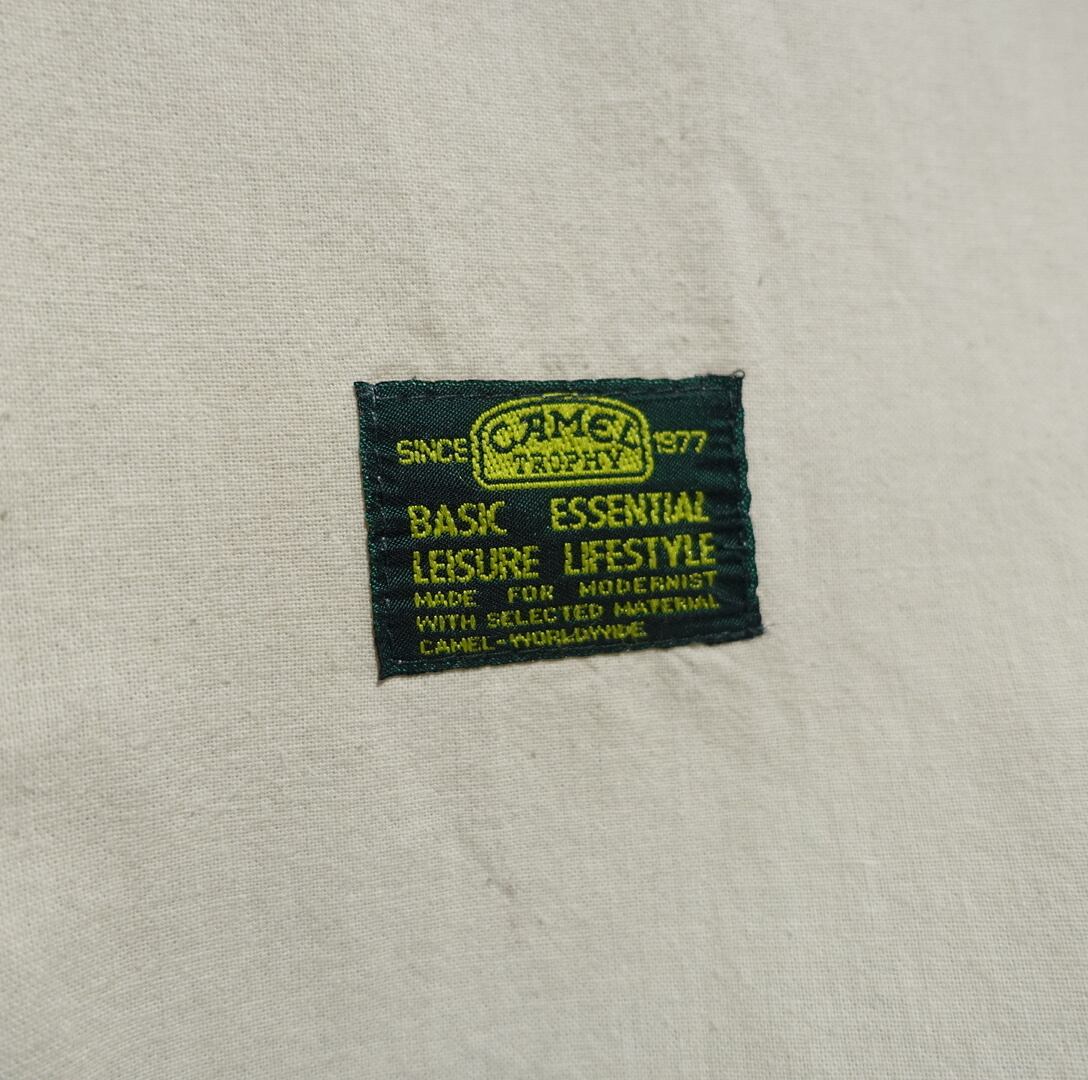 SINCE CAMEL TROPHY 1977
BASIC ESSENTIAL
LEISURE LIFESTYLE
MADE FOR MODERNIST
WITH SELECTED MATERIAL
CAMEL-WORLDWIDE